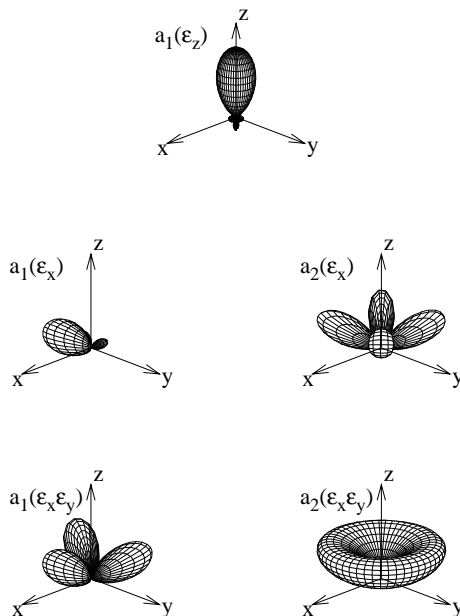 z
a₁(ε_z)
x y
z z
a₁(ε_x) a₂(ε_x)
x y x y
z z
a₁(ε_xε_y) a₂(ε_xε_y)
x y x y